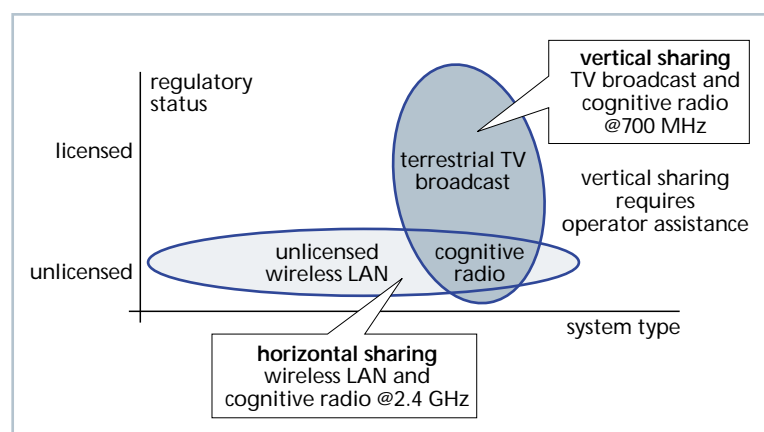 vertical sharing
TV broadcast and
cognitive radio
@700 MHz
regulatory
status
licensed
terrestrial TV
broadcast
vertical sharing
requires
operator assistance
unlicensed
unlicensed
wireless LAN
cognitive
radio
system type
horizontal sharing
wireless LAN and
cognitive radio @2.4 GHz